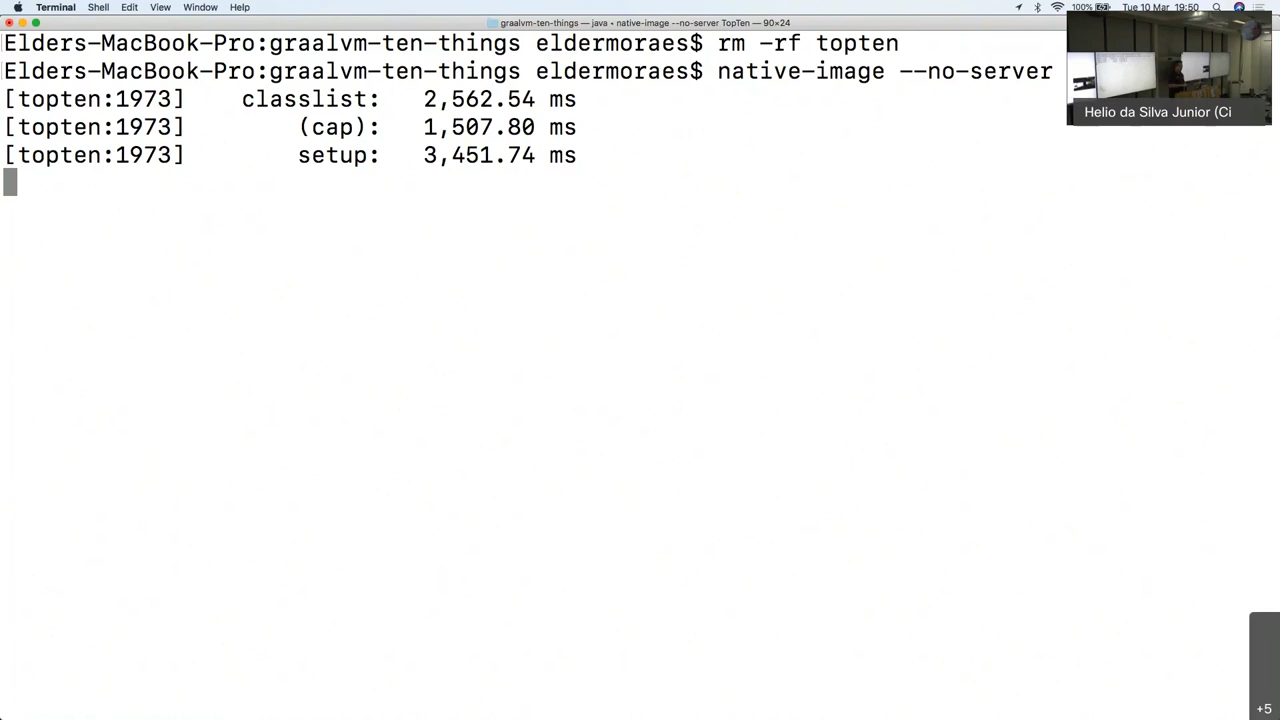 Terminal Shell Edit View Window Help 100% Tue 10 Mar 19:50
graalvm-ten-things — java • native-image --no-server TopTen — 90×24
Elders-MacBook-Pro:graalvm-ten-things eldermoraes$ rm -rf topten
Elders-MacBook-Pro:graalvm-ten-things eldermoraes$ native-image --no-server
[topten:1973] classlist: 2,562.54 ms
[topten:1973] (cap): 1,507.80 ms
[topten:1973] setup: 3,451.74 ms
Helio da Silva Junior (Ci
+5